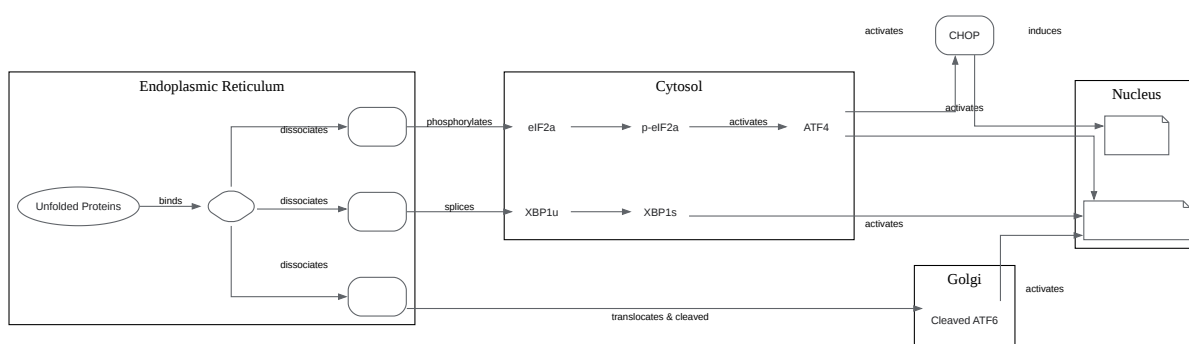 activates
CHOP
induces
Endoplasmic Reticulum
Cytosol
Nucleus
activates
dissociates
phosphorylates
eIF2a
p-eIF2a
activates
ATF4
Unfolded Proteins
binds
dissociates
splices
XBP1u
XBP1s
activates
dissociates
Golgi
activates
translocates & cleaved
Cleaved ATF6